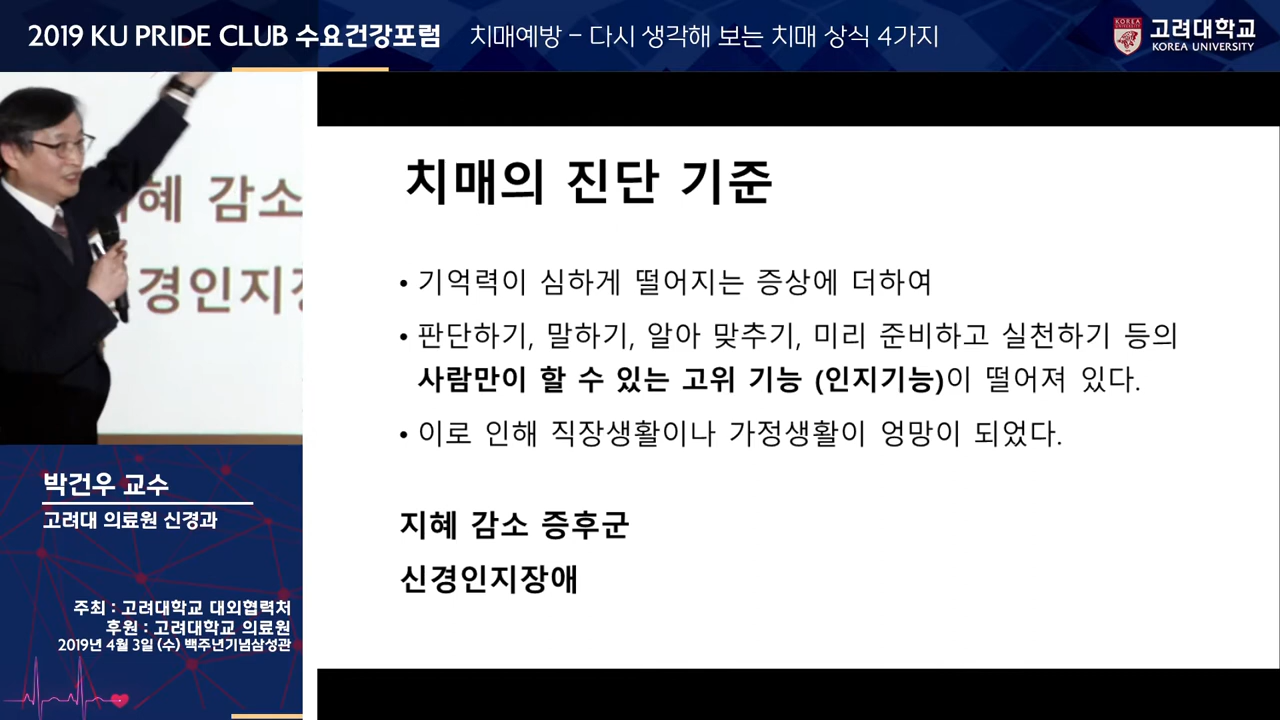 2019 KU PRIDE CLUB 수요건강포럼 치매예방 - 다시 생각해 보는 치매 상식 4가지
KOREA
UNIVERSITY
고려대학교
KOREA UNIVERSITY
혜 감소
경인지장
박건우 교수
고려대 의료원 신경과
주최 : 고려대학교 대외협력처
후원 : 고려대학교 의료원
2019년 4월 3일 (수) 백주년기념삼성관
치매의 진단 기준
• 기억력이 심하게 떨어지는 증상에 더하여
• 판단하기, 말하기, 알아 맞추기, 미리 준비하고 실천하기 등의
사람만이 할 수 있는 고위 기능 (인지기능)이 떨어져 있다.
• 이로 인해 직장생활이나 가정생활이 엉망이 되었다.
지혜 감소 증후군
신경인지장애